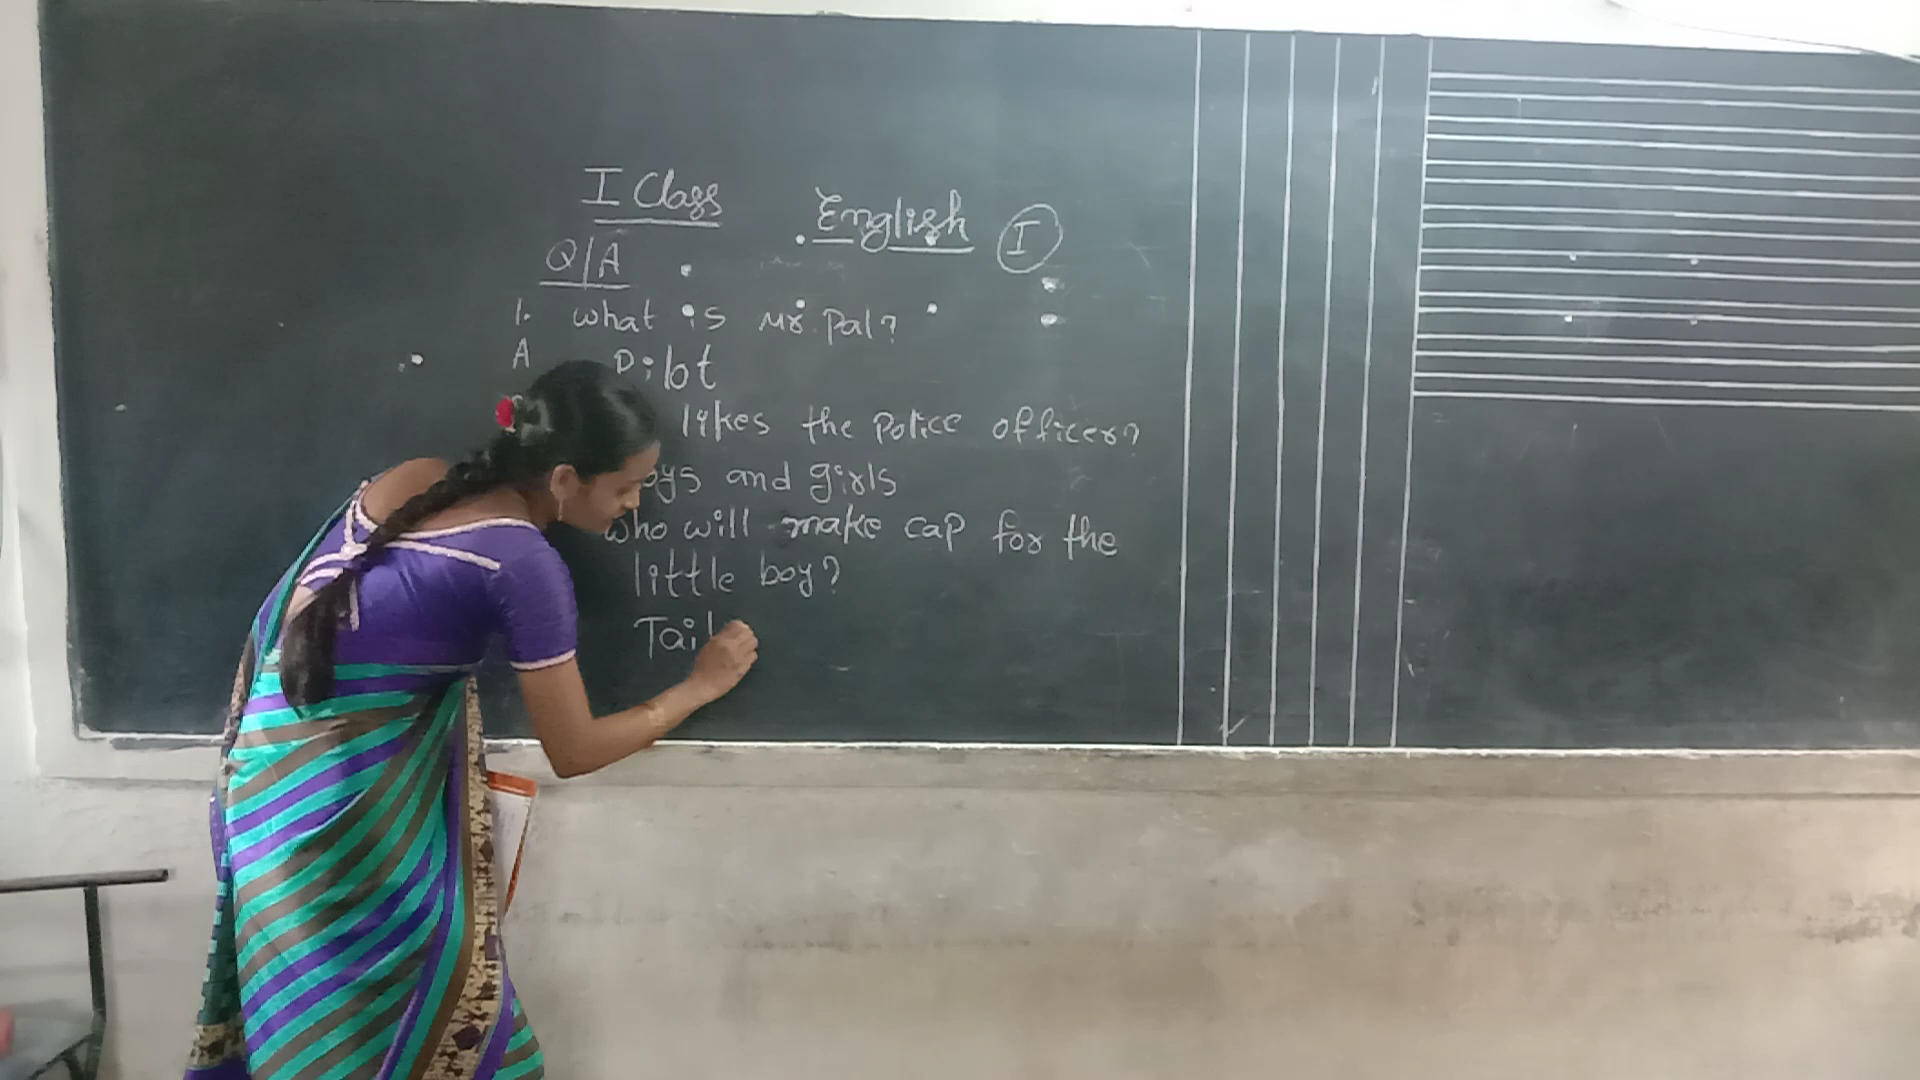 I Class English I
Q/A
1. what is Mr. Pal?
A Pilot
likes the Police officer?
and girls
who will make cap for the
little boy?
Tail